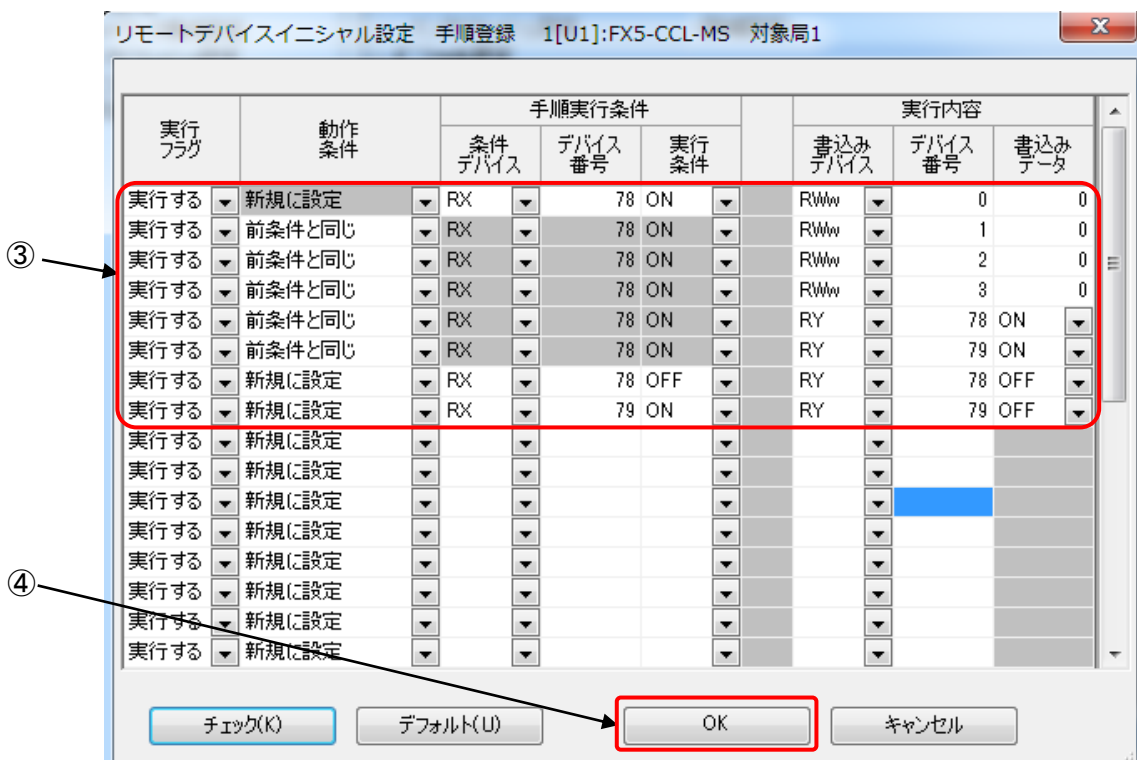 リモートデバイスイニシャル設定 手順登録 1[U1]:FX5-CCL-MS 対象局1
手順実行条件 実行内容
実行フラグ 動作条件 条件デバイス デバイス番号 実行条件 書込みデバイス デバイス番号 書込みデータ
実行する 新規に設定 RX 78 ON RWw 0 0
実行する 前条件と同じ RX 78 ON RWw 1 0
③
実行する 前条件と同じ RX 78 ON RWw 2 0
実行する 前条件と同じ RX 78 ON RWw 3 0
実行する 前条件と同じ RX 78 ON RY 78 ON
実行する 前条件と同じ RX 78 ON RY 79 ON
実行する 新規に設定 RX 78 OFF RY 78 OFF
実行する 新規に設定 RX 79 ON RY 79 OFF
実行する 新規に設定
実行する 新規に設定
実行する 新規に設定
実行する 新規に設定
実行する 新規に設定
④
実行する 新規に設定
実行する 新規に設定
実行する 新規に設定
チェック(K) デフォルト(U) OK キャンセル